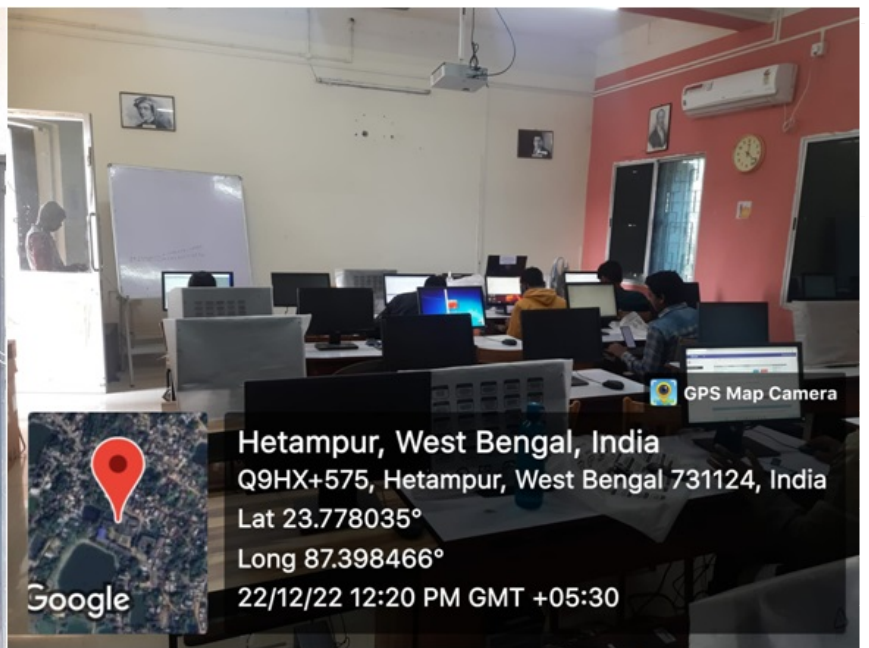 GPS Map Camera
Hetampur, West Bengal, India
Q9HX+575, Hetampur, West Bengal 731124, India
Lat 23.778035°
Long 87.398466°
22/12/22 12:20 PM GMT +05:30
Google